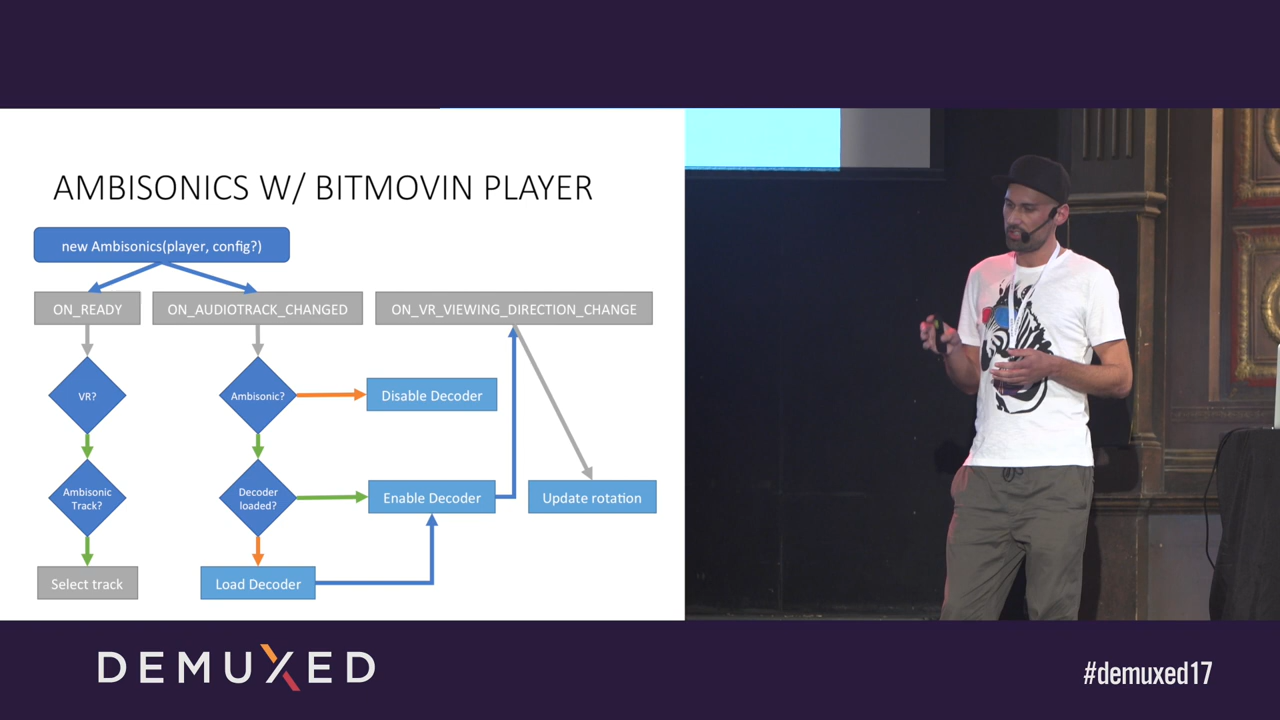 AMBISONICS W/ BITMOVIN PLAYER
new Ambisonics(player, config?)
ON_READY
ON_AUDIOTRACK_CHANGED
ON_VR_VIEWING_DIRECTION_CHANGE
VR?
Ambisonic?
Disable Decoder
Ambisonic
Track?
Decoder
loaded?
Enable Decoder
Update rotation
Select track
Load Decoder
DEMUXED
#demuxed17